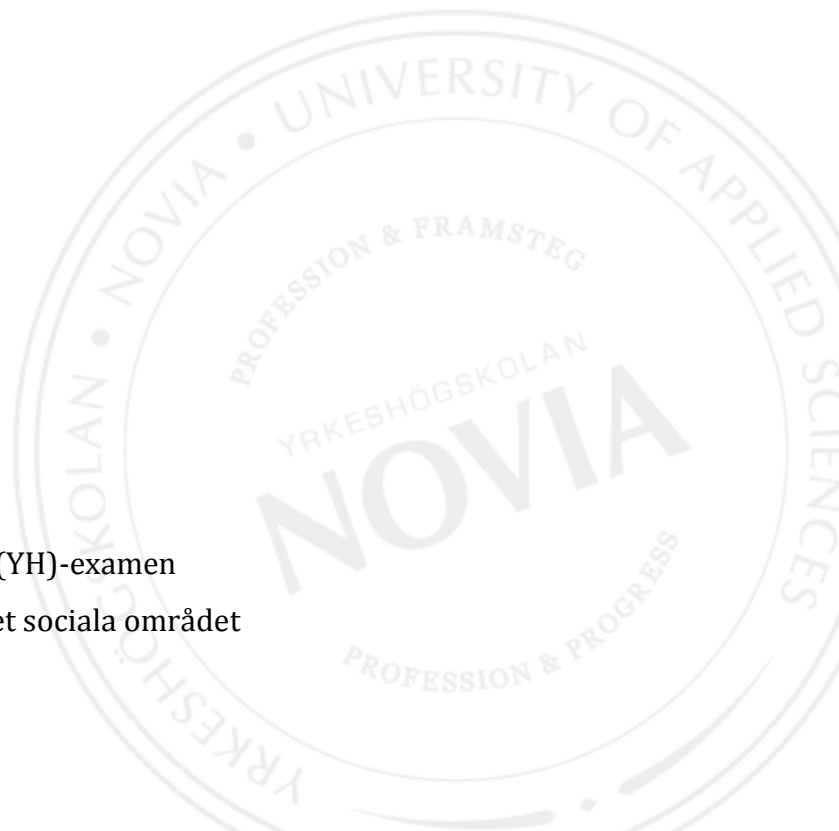 YRKESHÖGSKOLAN • NOVIA • UNIVERSITY OF APPLIED SCIENCES
PROFESSION & FRAMSTEG
YRKESHÖGSKOLAN
NOVIA
PROFESSION & PROGRESS
(YH)-examen
et sociala området